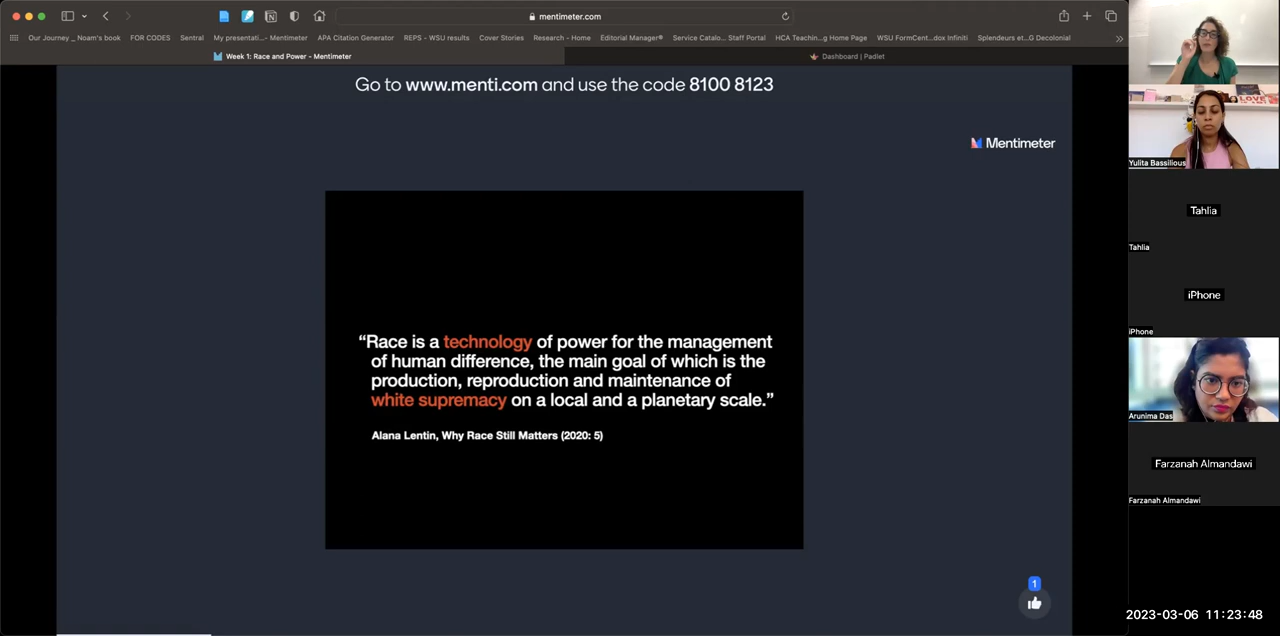 mentimeter.com
Our Journey _ Noam's book FOR CODES Sentral My presentati...- Mentimeter APA Citation Generator REPS - WSU results Cover Stories Research - Home Editorial Manager® Service Catalo... Staff Portal HCA Teachin...g Home Page WSU FormCent...dox Infiniti Splendeurs et...G Decolonial
Week 1: Race and Power - Mentimeter Dashboard | Padlet
Go to www.menti.com and use the code 8100 8123
Mentimeter
“Race is a technology of power for the management
of human difference, the main goal of which is the
production, reproduction and maintenance of
white supremacy on a local and a planetary scale.”
Alana Lentin, Why Race Still Matters (2020: 5)
1
LOVE
Yulita Bassilious
Tahlia
Tahlia
iPhone
iPhone
Arunima Das
Farzanah Almandawi
Farzanah Almandawi
2023-03-06 11:23:48